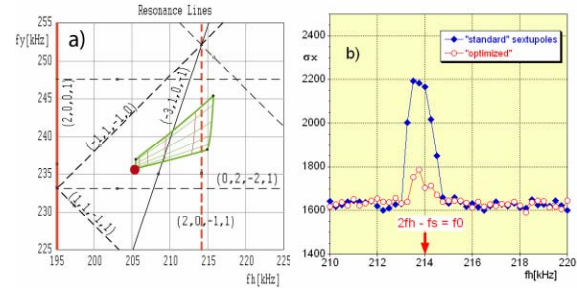 Resonance Lines
fy[kHz]
a)
255
250
245
240
235
230
225
(2,0,0,1)
(-1,1,-1,0)
(-3,1,0,-1)
(0,2,-2,1)
(1,1,-1,1)
(2,0,-1,1)
195 200 205 210 215 220 225
fh[kHz]
b)
2600
σx
2400
2200
2000
1800
1600
1400
"standard" sextupoles
"optimized"
2fh - fs = f0
210 212 214 216 218 220
fh[kHz]